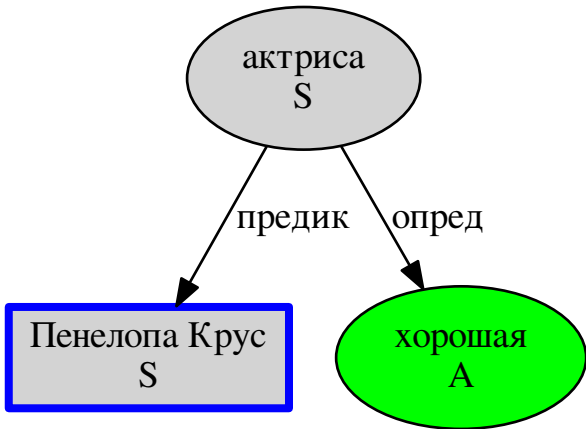 актриса
S
предик
опред
Пенелопа Крус
S
хорошая
A